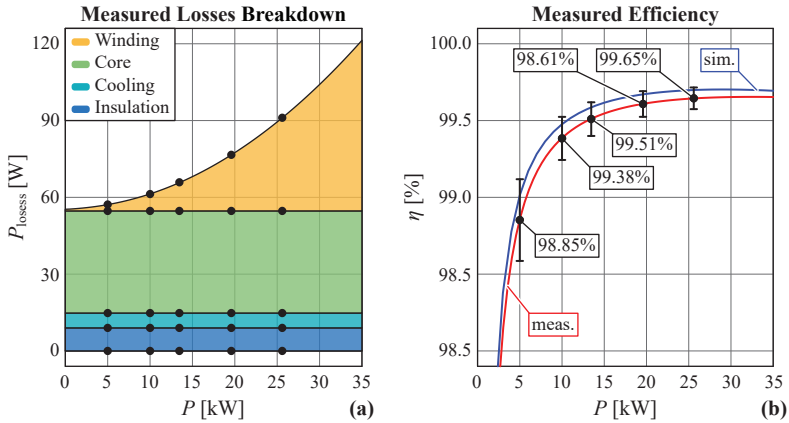 Measured Losses Breakdown
120
90
60
30
0
P_losess [W]
Winding
Core
Cooling
Insulation
0 5 10 15 20 25 30 35
P [kW]
(a)
Measured Efficiency
100.0
99.5
99.0
98.5
98.5
η [%]
98.61%
99.65%
sim.
99.51%
99.38%
98.85%
meas.
0 5 10 15 20 25 30 35
P [kW]
(b)